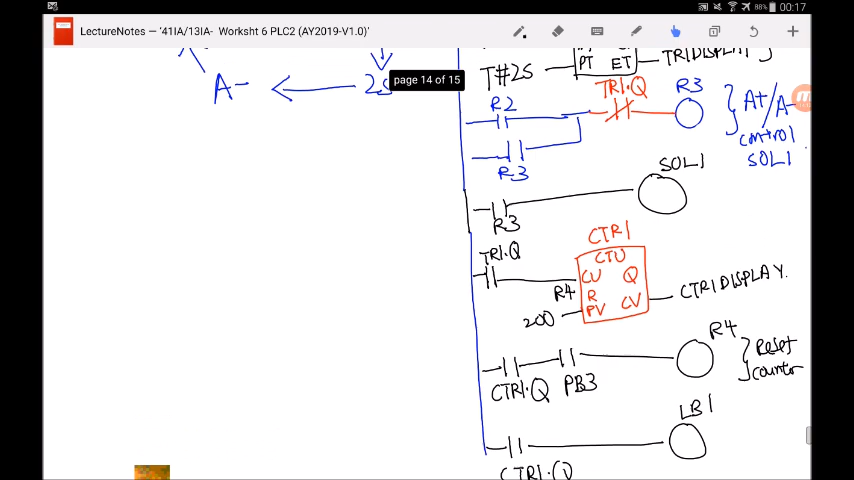 88% 00:17
LectureNotes — '41IA/13IA- Worksht 6 PLC2 (AY2019-V1.0)'
page 14 of 15
A- 2s
T#2S PT ET TR1DISPLAY
R2 TR1.Q R3
R3
A+/A-
control
SOL1
SOL1
R3
TR1.Q
CTR1
CTU
CU Q
R4 R
200 PV CV CTR1DISPLAY.
R4
CTR1.Q PB3
Reset
counter
LB1
CTR1.Q